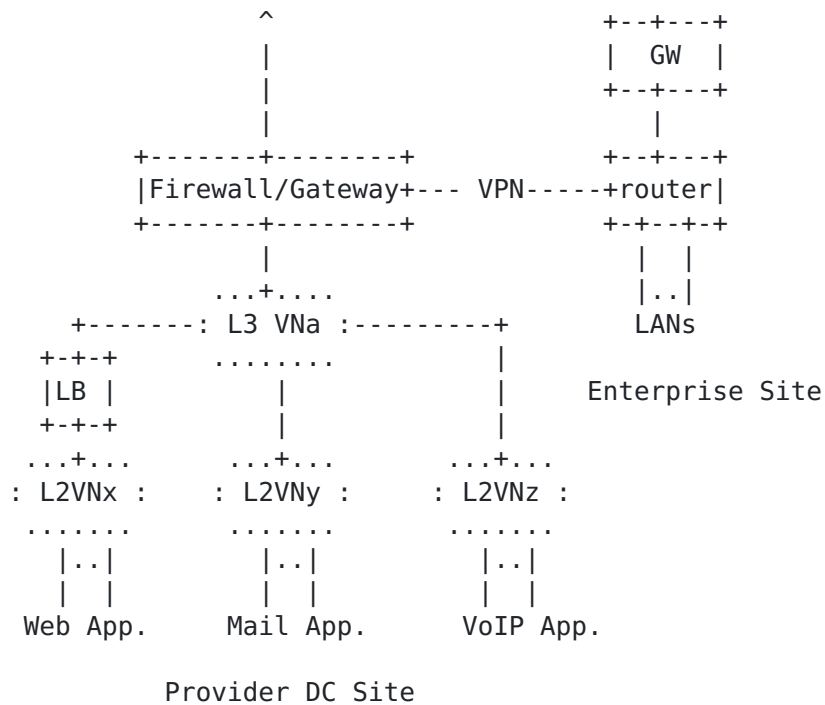 GW
Firewall/Gateway VPN router
L3 VNa LANs
LB Enterprise Site
L2VNx L2VNy L2VNz
Web App. Mail App. VoIP App.
Provider DC Site